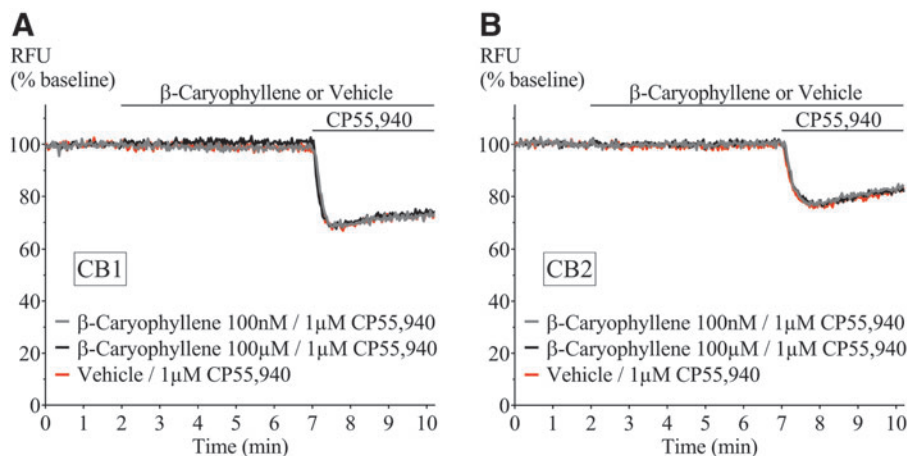 A
RFU
(% baseline)
β-Caryophyllene or Vehicle
CP55,940
100
80
60
40
20
0
CB1
β-Caryophyllene 100nM / 1µM CP55,940
β-Caryophyllene 100µM / 1µM CP55,940
Vehicle / 1µM CP55,940
0 1 2 3 4 5 6 7 8 9 10
Time (min)
B
RFU
(% baseline)
β-Caryophyllene or Vehicle
CP55,940
100
80
60
40
20
0
CB2
β-Caryophyllene 100nM / 1µM CP55,940
β-Caryophyllene 100µM / 1µM CP55,940
Vehicle / 1µM CP55,940
0 1 2 3 4 5 6 7 8 9 10
Time (min)